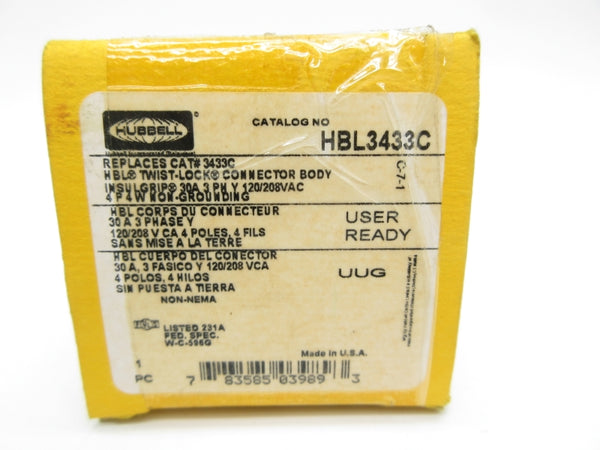 HUBBELL
CATALOG NO
HBL3433C
REPLACES CAT# 3433C
HBL® TWIST-LOCK® CONNECTOR BODY
INSULGRIP® 30A 3 PH Y 120/208VAC
4 P 4 W NON-GROUNDING
C-7-1
HBL CORPS DU CONNECTEUR
30 A 3 PHASE Y
120/208 V CA 4 POLES, 4 FILS
SANS MISE A LA TERRE
USER
READY
HBL CUERPO DEL CONECTOR
30 A, 3 FASICO Y 120/208 VCA
4 POLOS, 4 HILOS
SIN PUESTA A TIERRA
NON-NEMA
UUG
LISTED 231A
FED. SPEC.
W-C-596G
Made in U.S.A.
1
PC
7 83585 03989 3